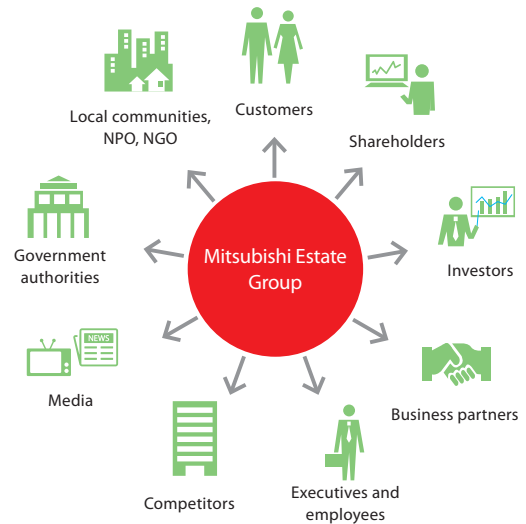 Customers
Local communities,
NPO, NGO
Shareholders
Mitsubishi Estate
Group
Government
authorities
Investors
NEWS
Media
Business partners
Competitors
Executives and
employees